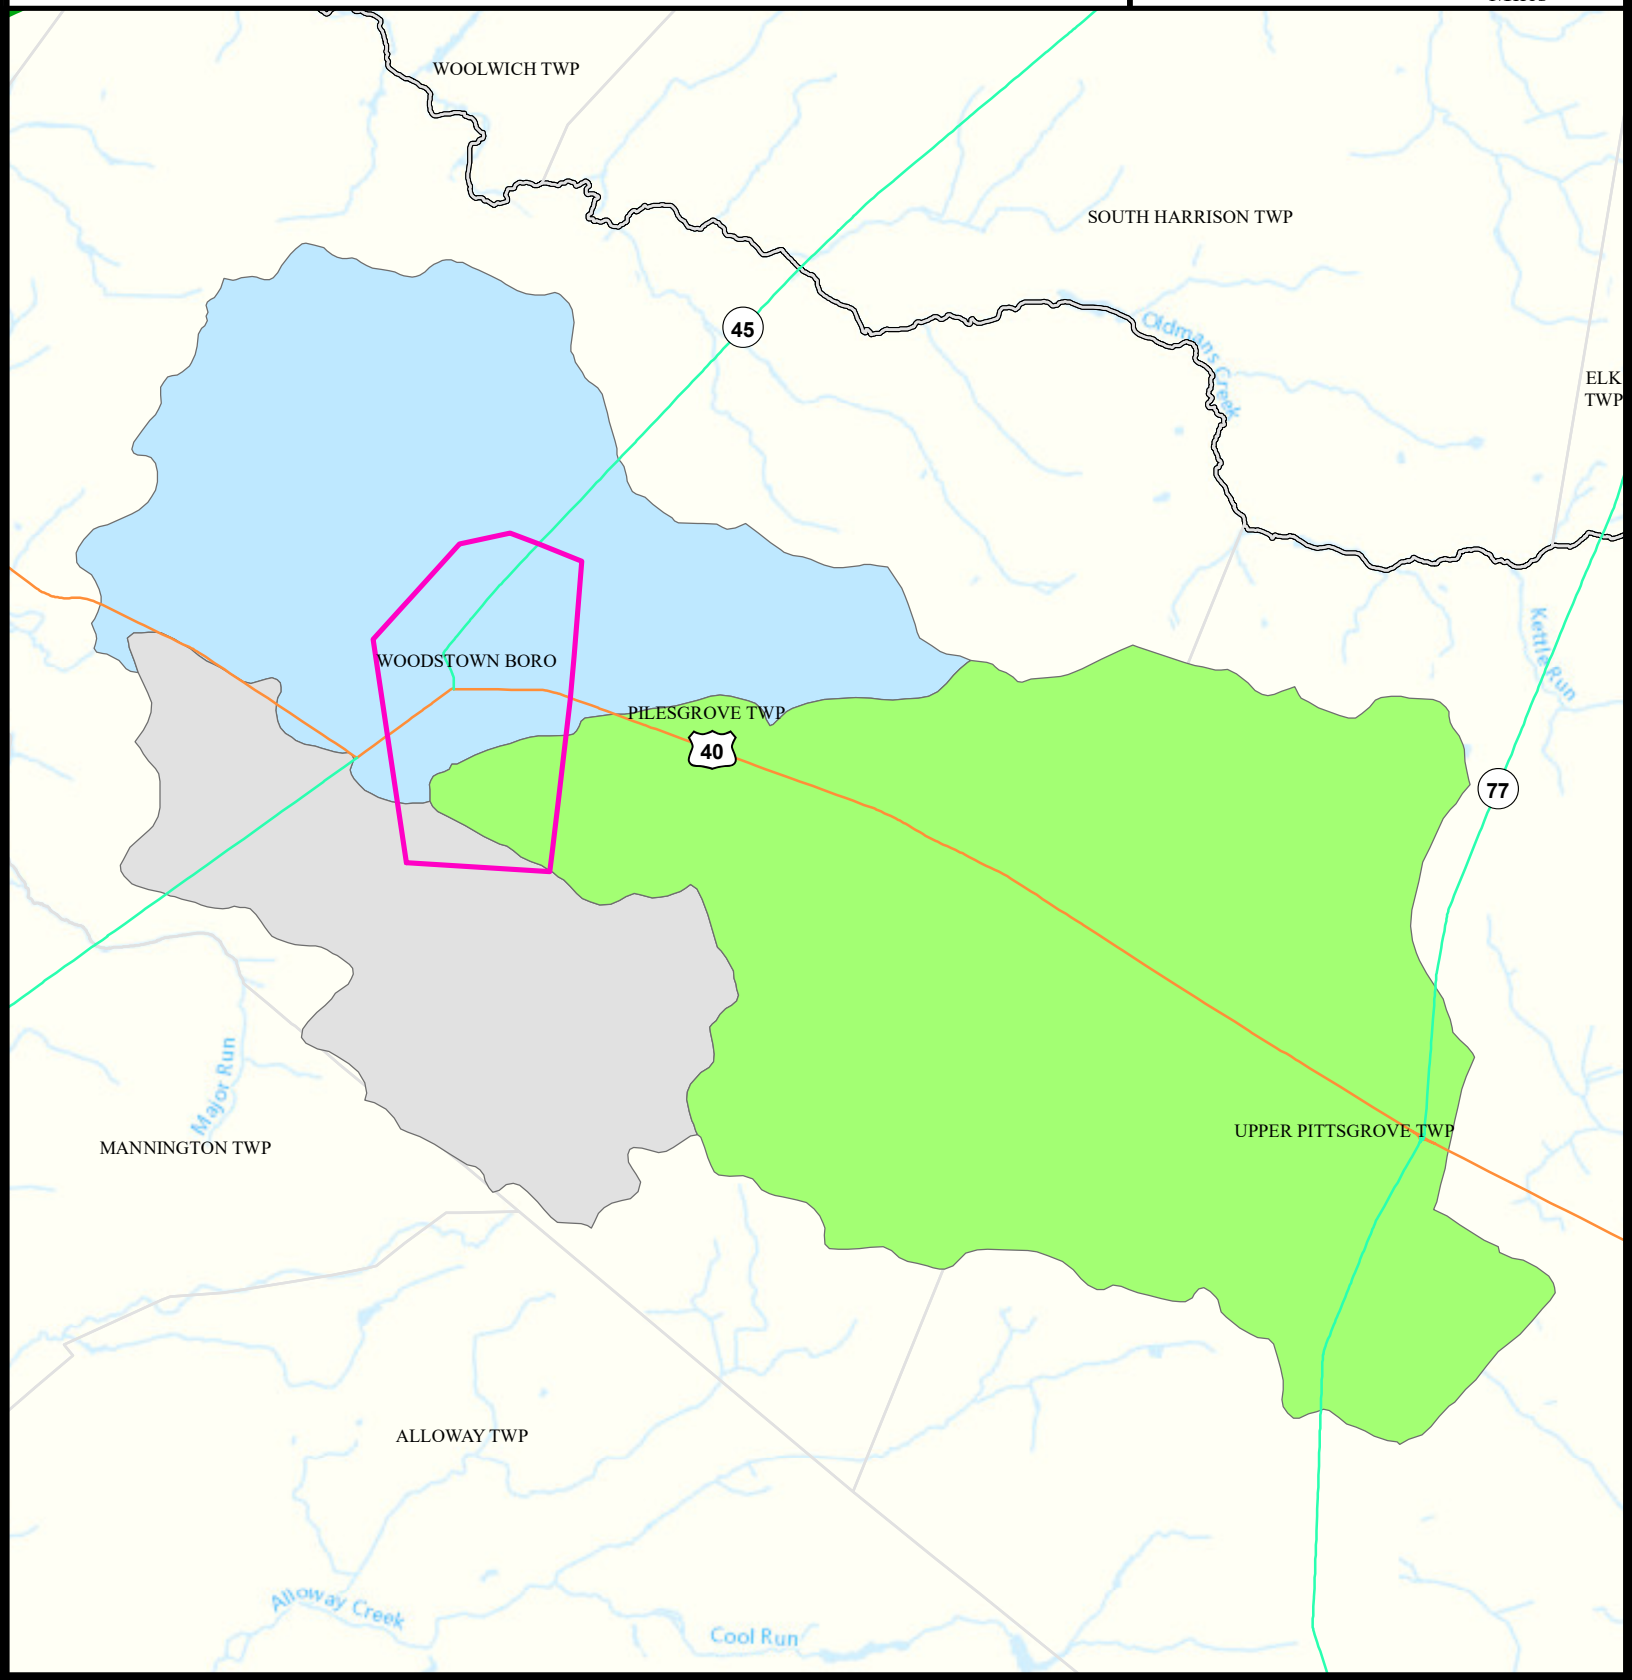 WOOLWICH TWP
SOUTH HARRISON TWP
45
Oldmans Creek
ELK
TWP
Kettle Run
WOODSTOWN BORO
PILESGROVE TWP
40
77
Major Run
UPPER PITTSGROVE TWP
MANNINGTON TWP
ALLOWAY TWP
Alloway Creek
Cool Run